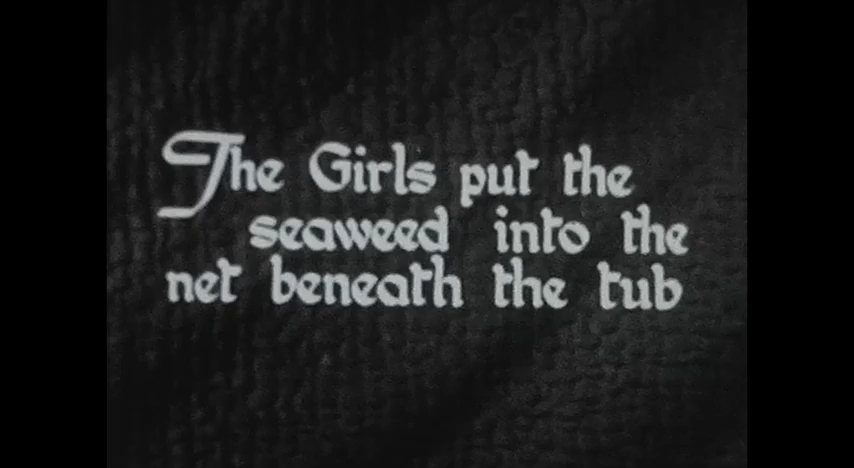 The Girls put the
seaweed into the
net beneath the tub